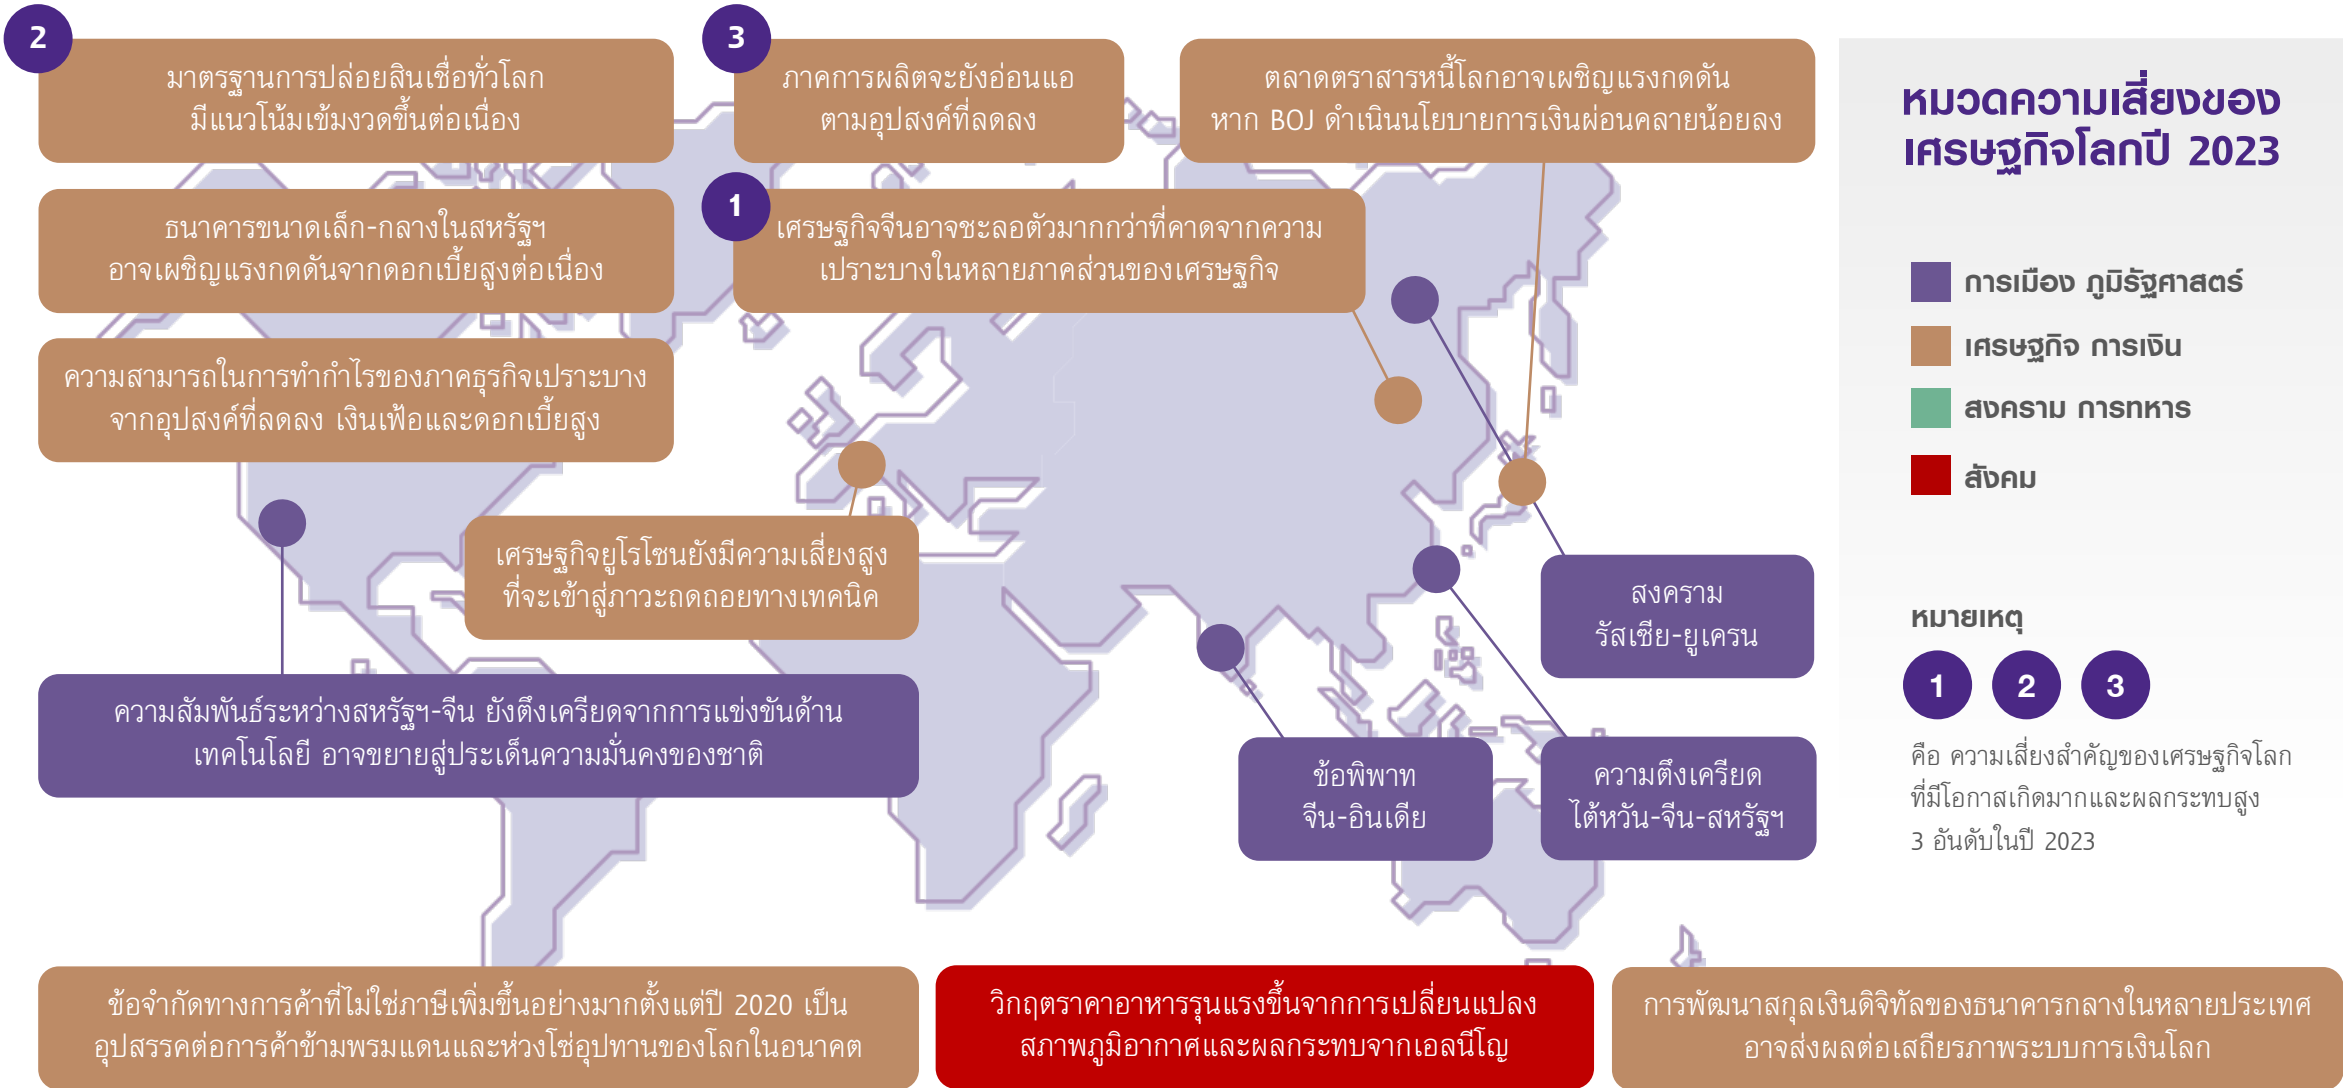 2
มาตรฐานการปล่อยสินเชื่อทั่วโลก
มีแนวโน้มเข้มงวดขึ้นต่อเนื่อง
3
ภาคการผลิตจะยังอ่อนแอ
ตามอุปสงค์ที่ลดลง
ตลาดตราสารหนี้โลกอาจเผชิญแรงกดดัน
หาก BOJ ดำเนินนโยบายการเงินผ่อนคลายน้อยลง
ธนาคารขนาดเล็ก-กลางในสหรัฐฯ
อาจเผชิญแรงกดดันจากดอกเบี้ยสูงต่อเนื่อง
1
เศรษฐกิจจีนอาจชะลอตัวมากกว่าที่คาดจากความ
เปราะบางในหลายภาคส่วนของเศรษฐกิจ
ความสามารถในการทำกำไรของภาคธุรกิจเปราะบาง
จากอุปสงค์ที่ลดลง เงินเฟ้อและดอกเบี้ยสูง
เศรษฐกิจยูโรโซนยังมีความเสี่ยงสูง
ที่จะเข้าสู่ภาวะถดถอยทางเทคนิค
สงคราม
รัสเซีย-ยูเครน
ความสัมพันธ์ระหว่างสหรัฐฯ-จีน ยังตึงเครียดจากการแข่งขันด้าน
เทคโนโลยี อาจขยายสู่ประเด็นความมั่นคงของชาติ
ข้อพิพาท
จีน-อินเดีย
ความตึงเครียด
ไต้หวัน-จีน-สหรัฐฯ
ข้อจำกัดทางการค้าที่ไม่ใช่ภาษีเพิ่มขึ้นอย่างมากตั้งแต่ปี 2020 เป็น
อุปสรรคต่อการค้าข้ามพรมแดนและห่วงโซ่อุปทานของโลกในอนาคต
วิกฤตราคาอาหารรุนแรงขึ้นจากการเปลี่ยนแปลง
สภาพภูมิอากาศและผลกระทบจากเอลนีโญ
การพัฒนาสกุลเงินดิจิทัลของธนาคารกลางในหลายประเทศ
อาจส่งผลต่อเสถียรภาพระบบการเงินโลก
หมวดความเสี่ยงของ
เศรษฐกิจโลกปี 2023
การเมือง ภูมิรัฐศาสตร์
เศรษฐกิจ การเงิน
สงคราม การทหาร
สังคม
หมายเหตุ
1 2 3
คือ ความเสี่ยงสำคัญของเศรษฐกิจโลก
ที่มีโอกาสเกิดมากและผลกระทบสูง
3 อันดับในปี 2023